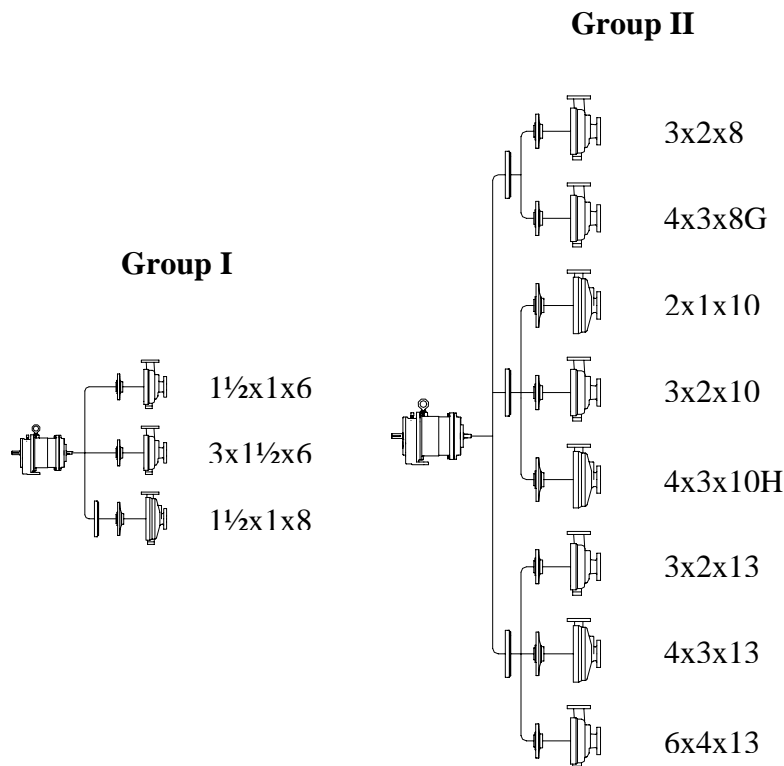 Group II
3x2x8
4x3x8G
2x1x10
3x2x10
4x3x10H
3x2x13
4x3x13
6x4x13
Group I
1½x1x6
3x1½x6
1½x1x8